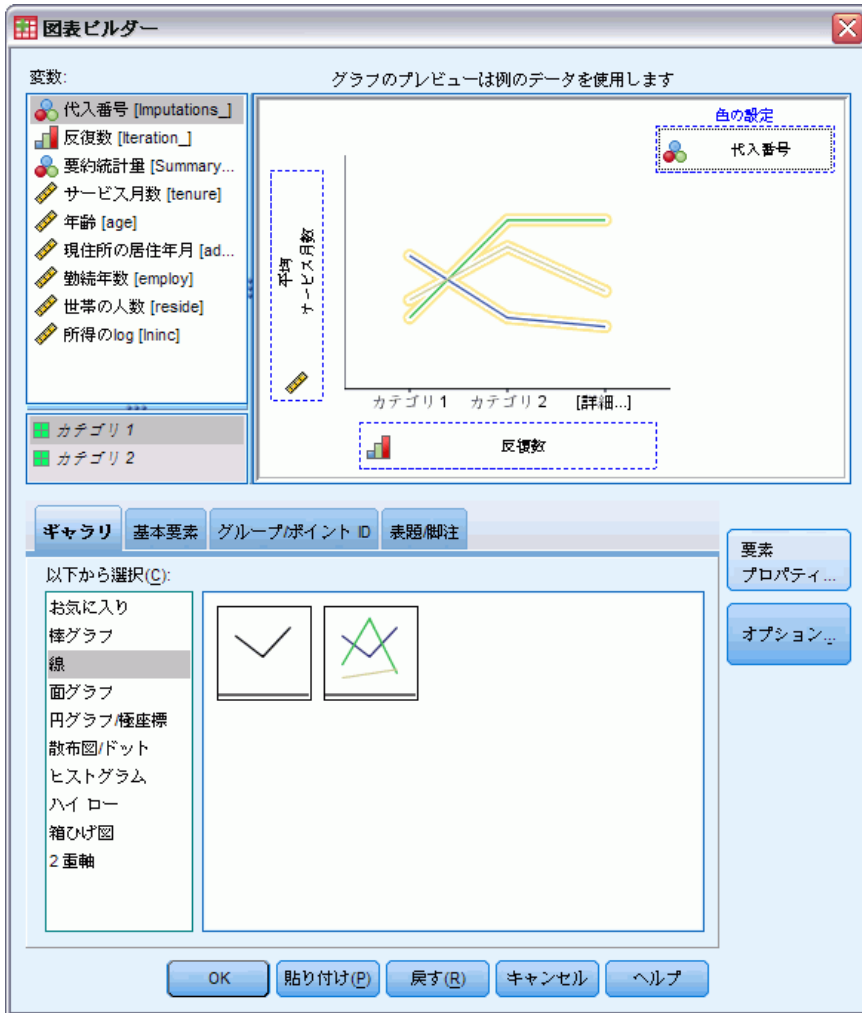 図表ビルダー
変数:
グラフのプレビューは例のデータを使用します
代入番号 [Imputations_]
反復数 [Iteration_]
要約統計量 [Summary...
サービス月数 [tenure]
年齢 [age]
現住所の居住年月 [ad...
勤続年数 [employ]
世帯の人数 [reside]
所得のlog [lninc]
カテゴリ 1
カテゴリ 2
色の設定
代入番号
平均
サービス月数
カテゴリ 1 カテゴリ 2 [詳細...]
反復数
ギャラリ 基本要素 グループ/ポイント ID 表題/脚注
以下から選択(C):
お気に入り
棒グラフ
線
面グラフ
円グラフ/極座標
散布図/ドット
ヒストグラム
ハイ ロー
箱ひげ図
2 重軸
要素
プロパティ...
オプション...
OK 貼り付け(P) 戻す(R) キャンセル ヘルプ